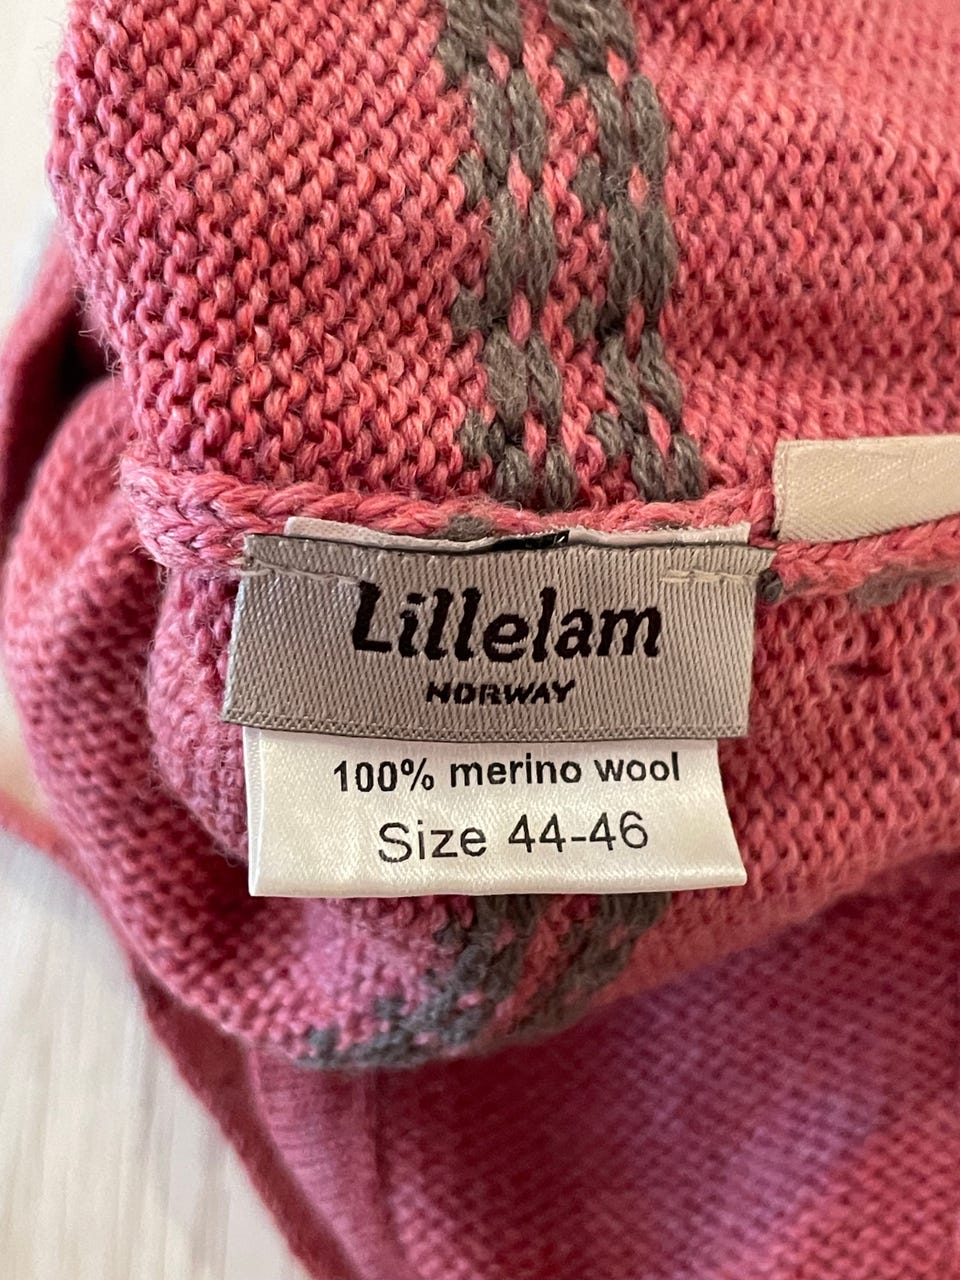 Lillelam
NORWAY
100% merino wool
Size 44-46